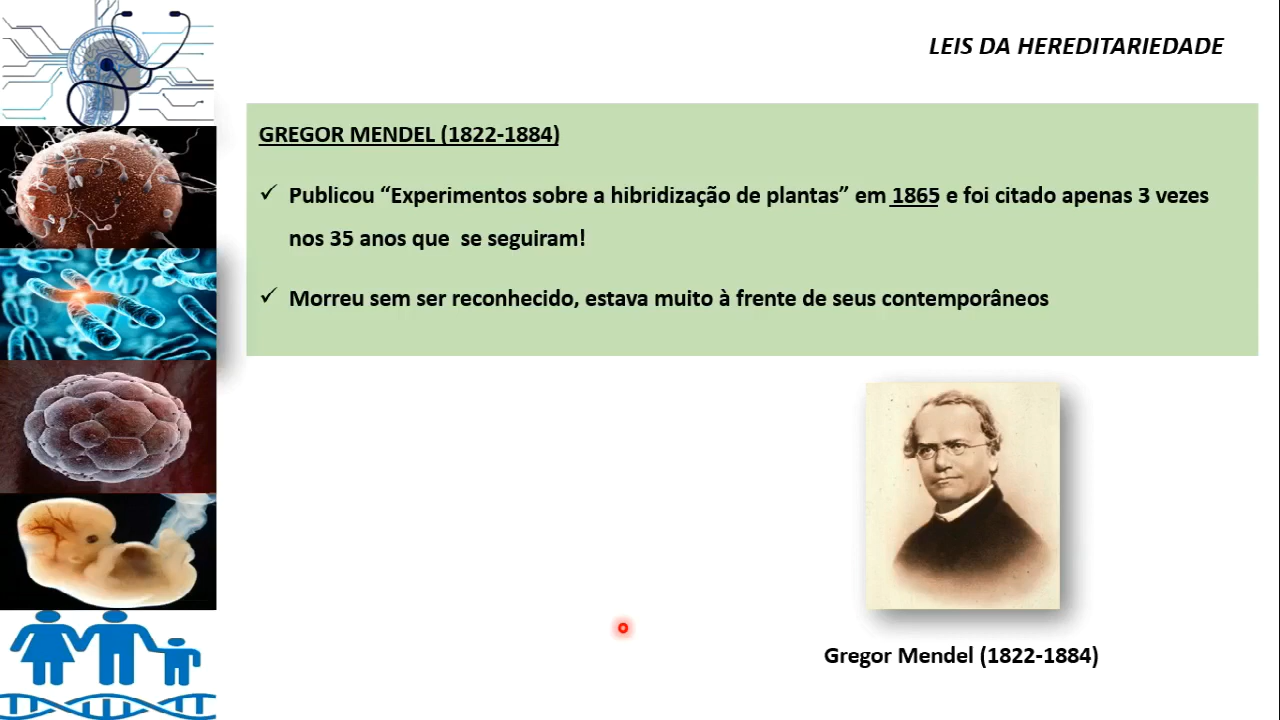 LEIS DA HEREDITARIEDADE
GREGOR MENDEL (1822-1884)
✓ Publicou “Experimentos sobre a hibridização de plantas” em 1865 e foi citado apenas 3 vezes
nos 35 anos que  se seguiram!
✓ Morreu sem ser reconhecido, estava muito à frente de seus contemporâneos
Gregor Mendel (1822-1884)